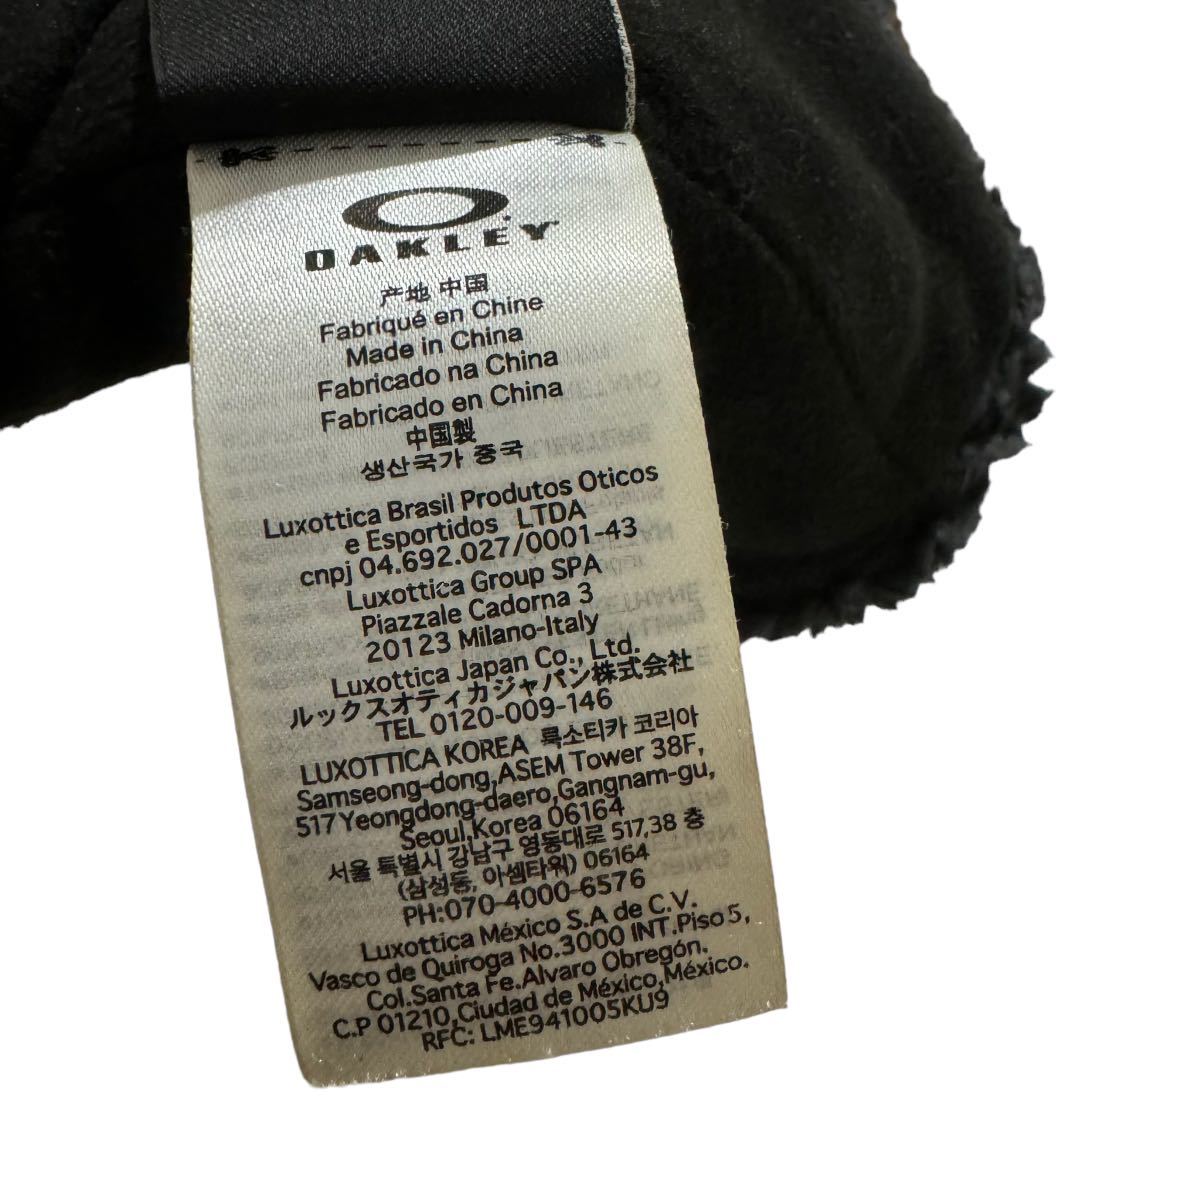 OAKLEY
产地 中国
Fabriqué en Chine
Made in China
Fabricado na China
Fabricado en China
中国製
생산국가 중국
Luxottica Brasil Produtos Oticos
e Esportidos LTDA
cnpj 04.692.027/0001-43
Luxottica Group SPA
Piazzale Cadorna 3
20123 Milano-Italy
Luxottica Japan Co., Ltd.
ルックスオティカジャパン株式会社
TEL 0120-009-146
LUXOTTICA KOREA 룩소티카 코리아
Samseong-dong,ASEM Tower 38F,
517Yeongdong-daero,Gangnam-gu,
Seoul,Korea 06164
서울 특별시 강남구 영동대로 517,38 층
(삼성동, 아셈타워) 06164
PH:070-4000-6576
Luxottica México S.A de C.V.
Vasco de Quiroga No.3000 INT.Piso5,
Col.Santa Fe.Alvaro Obregón.
C.P 01210,Ciudad de México,México.
RFC: LME941005KU9